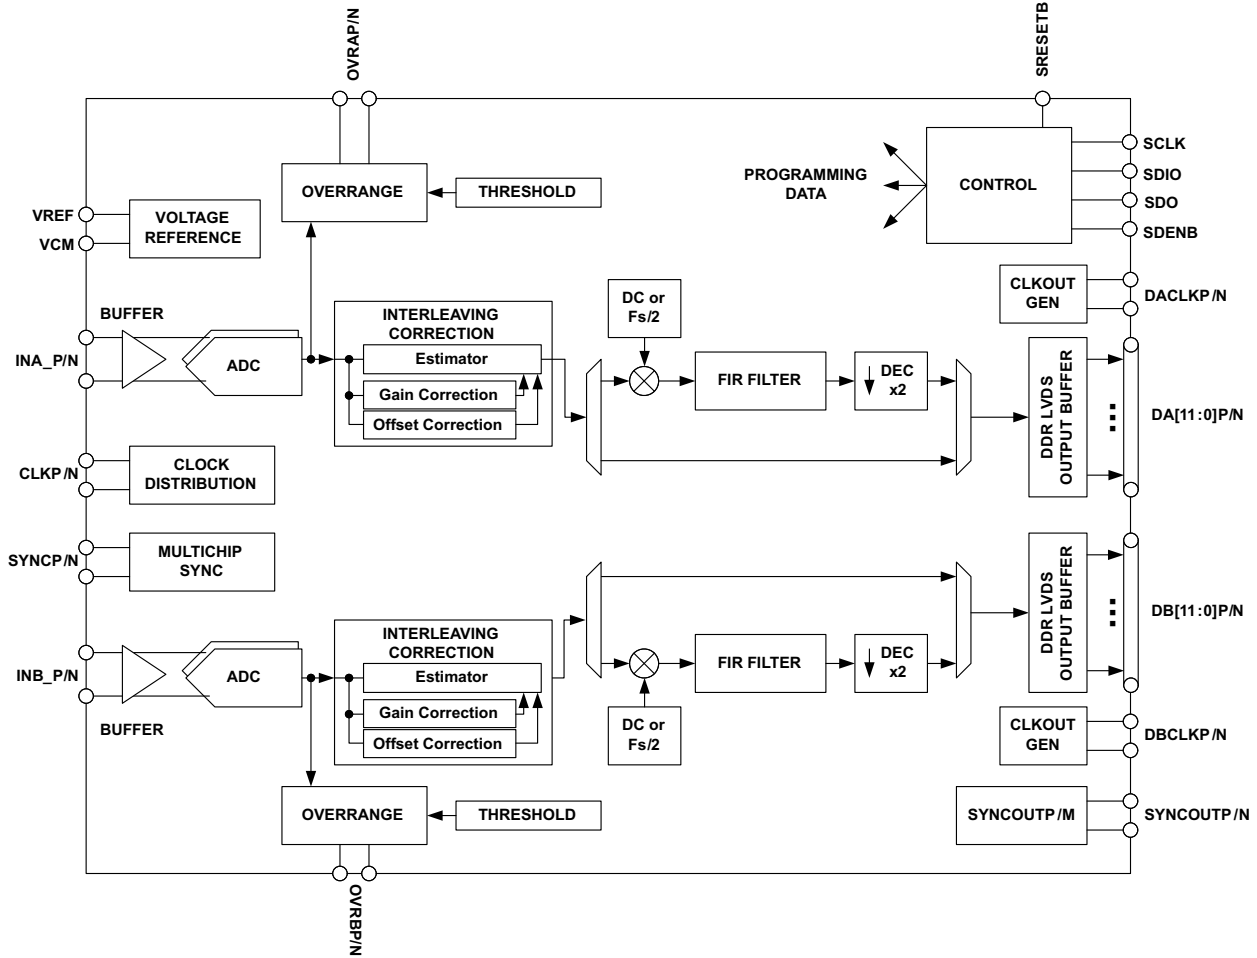 OVRAP/N
SRESETB
OVERRANGE
THRESHOLD
PROGRAMMING
DATA
CONTROL
SCLK
SDIO
SDO
SDENB
VREF
VCM
VOLTAGE
REFERENCE
CLKOUT
GEN
DACLKP/N
BUFFER
INA_P/N
ADC
INTERLEAVING
CORRECTION
Estimator
Gain Correction
Offset Correction
DC or
Fs/2
FIR FILTER
DEC
x2
DDR LVDS
OUTPUT BUFFER
DA[11:0]P/N
CLKP/N
CLOCK
DISTRIBUTION
SYNCP/N
MULTICHIP
SYNC
INB_P/N
ADC
BUFFER
INTERLEAVING
CORRECTION
Estimator
Gain Correction
Offset Correction
FIR FILTER
DEC
x2
DC or
Fs/2
DDR LVDS
OUTPUT BUFFER
DB[11:0]P/N
CLKOUT
GEN
DBCLKP/N
OVERRANGE
THRESHOLD
SYNCOUTP/M
SYNCOUTP/N
OVRBP/N